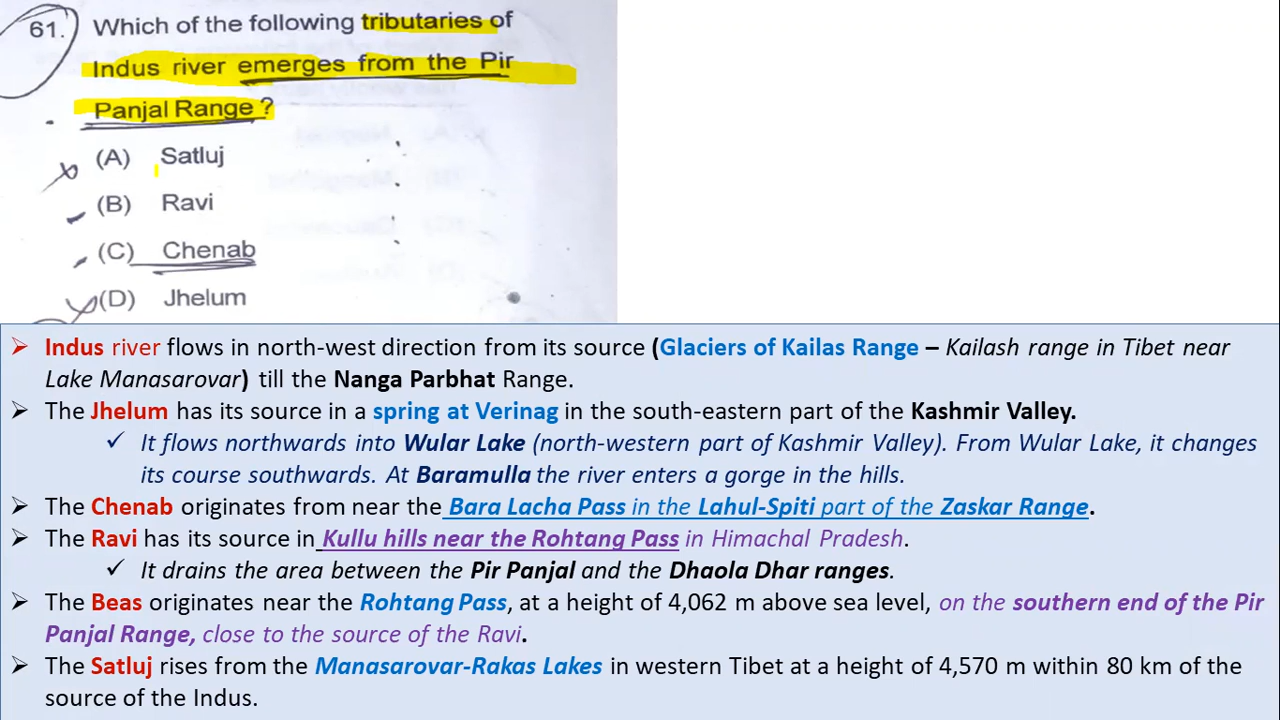 61. Which of the following tributaries of
Indus river emerges from the Pir
Panjal Range ?
(A) Satluj
(B) Ravi
(C) Chenab
(D) Jhelum
➢ Indus river flows in north-west direction from its source (Glaciers of Kailas Range – Kailash range in Tibet near
Lake Manasarovar) till the Nanga Parbhat Range.
➢ The Jhelum has its source in a spring at Verinag in the south-eastern part of the Kashmir Valley.
✓ It flows northwards into Wular Lake (north-western part of Kashmir Valley). From Wular Lake, it changes
its course southwards. At Baramulla the river enters a gorge in the hills.
➢ The Chenab originates from near the Bara Lacha Pass in the Lahul-Spiti part of the Zaskar Range.
➢ The Ravi has its source in Kullu hills near the Rohtang Pass in Himachal Pradesh.
✓ It drains the area between the Pir Panjal and the Dhaola Dhar ranges.
➢ The Beas originates near the Rohtang Pass, at a height of 4,062 m above sea level, on the southern end of the Pir
Panjal Range, close to the source of the Ravi.
➢ The Satluj rises from the Manasarovar-Rakas Lakes in western Tibet at a height of 4,570 m within 80 km of the
source of the Indus.